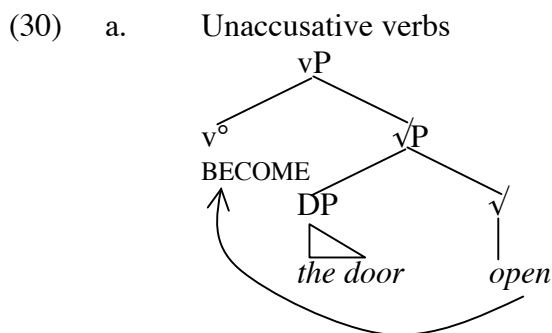 (30) a. Unaccusative verbs
vP
v° √P
BECOME
DP √
the door open